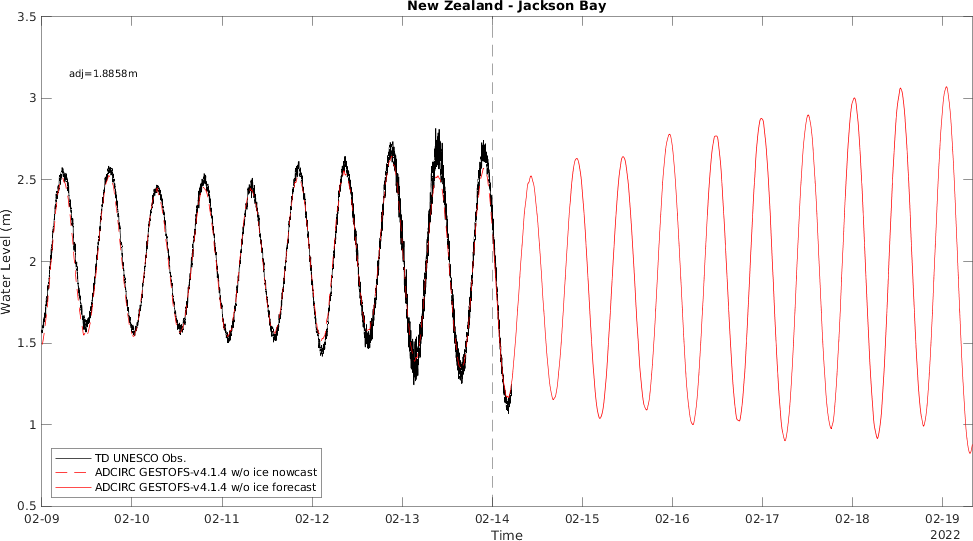 New Zealand - Jackson Bay
3.5
adj=1.8858m
3
2.5
2
1.5
1
0.5
Water Level (m)
TD UNESCO Obs.
ADCIRC GESTOFS-v4.1.4 w/o ice nowcast
ADCIRC GESTOFS-v4.1.4 w/o ice forecast
02-09 02-10 02-11 02-12 02-13 02-14 02-15 02-16 02-17 02-18 02-19
Time
2022